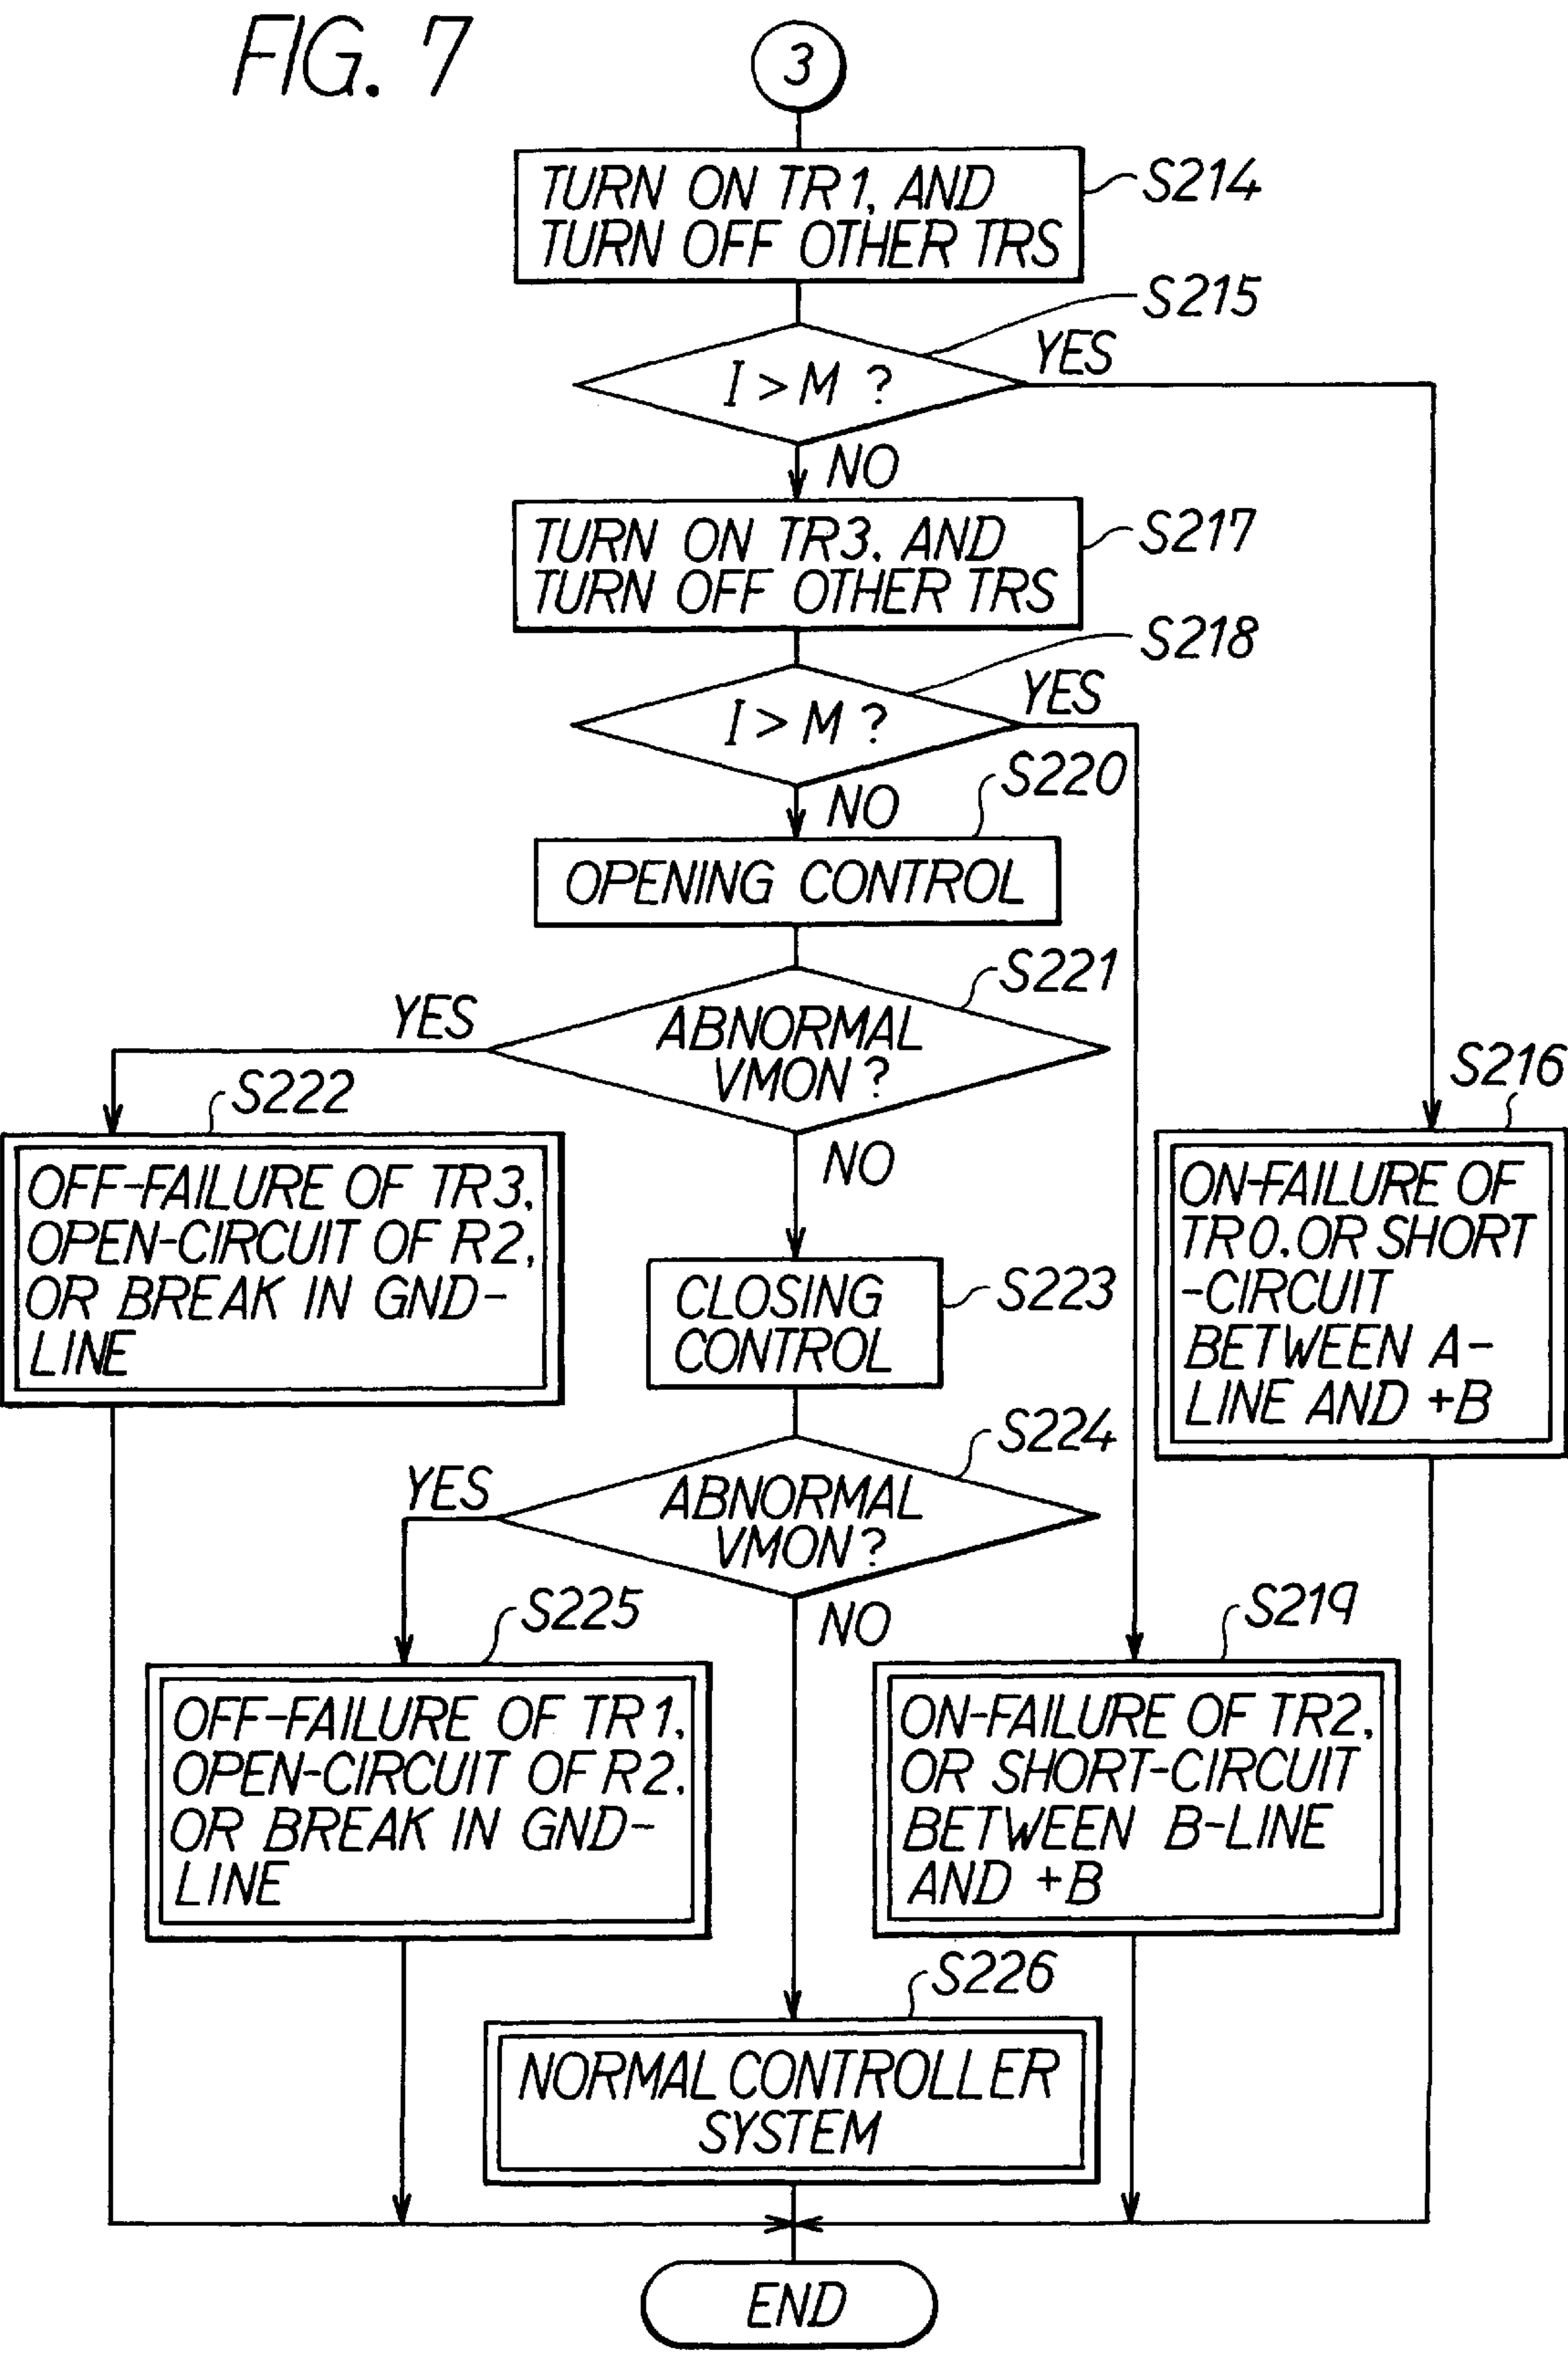 FIG. 7
3
TURN ON TR1, AND
TURN OFF OTHER TRS
S214
S215
I > M ?
YES
NO
TURN ON TR3, AND
TURN OFF OTHER TRS
S217
S218
I > M ?
YES
NO
S220
OPENING CONTROL
S221
ABNORMAL
VMON ?
YES
NO
S222
OFF-FAILURE OF TR3,
OPEN-CIRCUIT OF R2,
OR BREAK IN GND-
LINE
S216
ON-FAILURE OF
TR0, OR SHORT
-CIRCUIT
BETWEEN A-
LINE AND +B
CLOSING
CONTROL
S223
S224
ABNORMAL
VMON ?
YES
NO
S225
OFF-FAILURE OF TR1,
OPEN-CIRCUIT OF R2,
OR BREAK IN GND-
LINE
S219
ON-FAILURE OF TR2,
OR SHORT-CIRCUIT
BETWEEN B-LINE
AND +B
S226
NORMAL CONTROLLER
SYSTEM
END